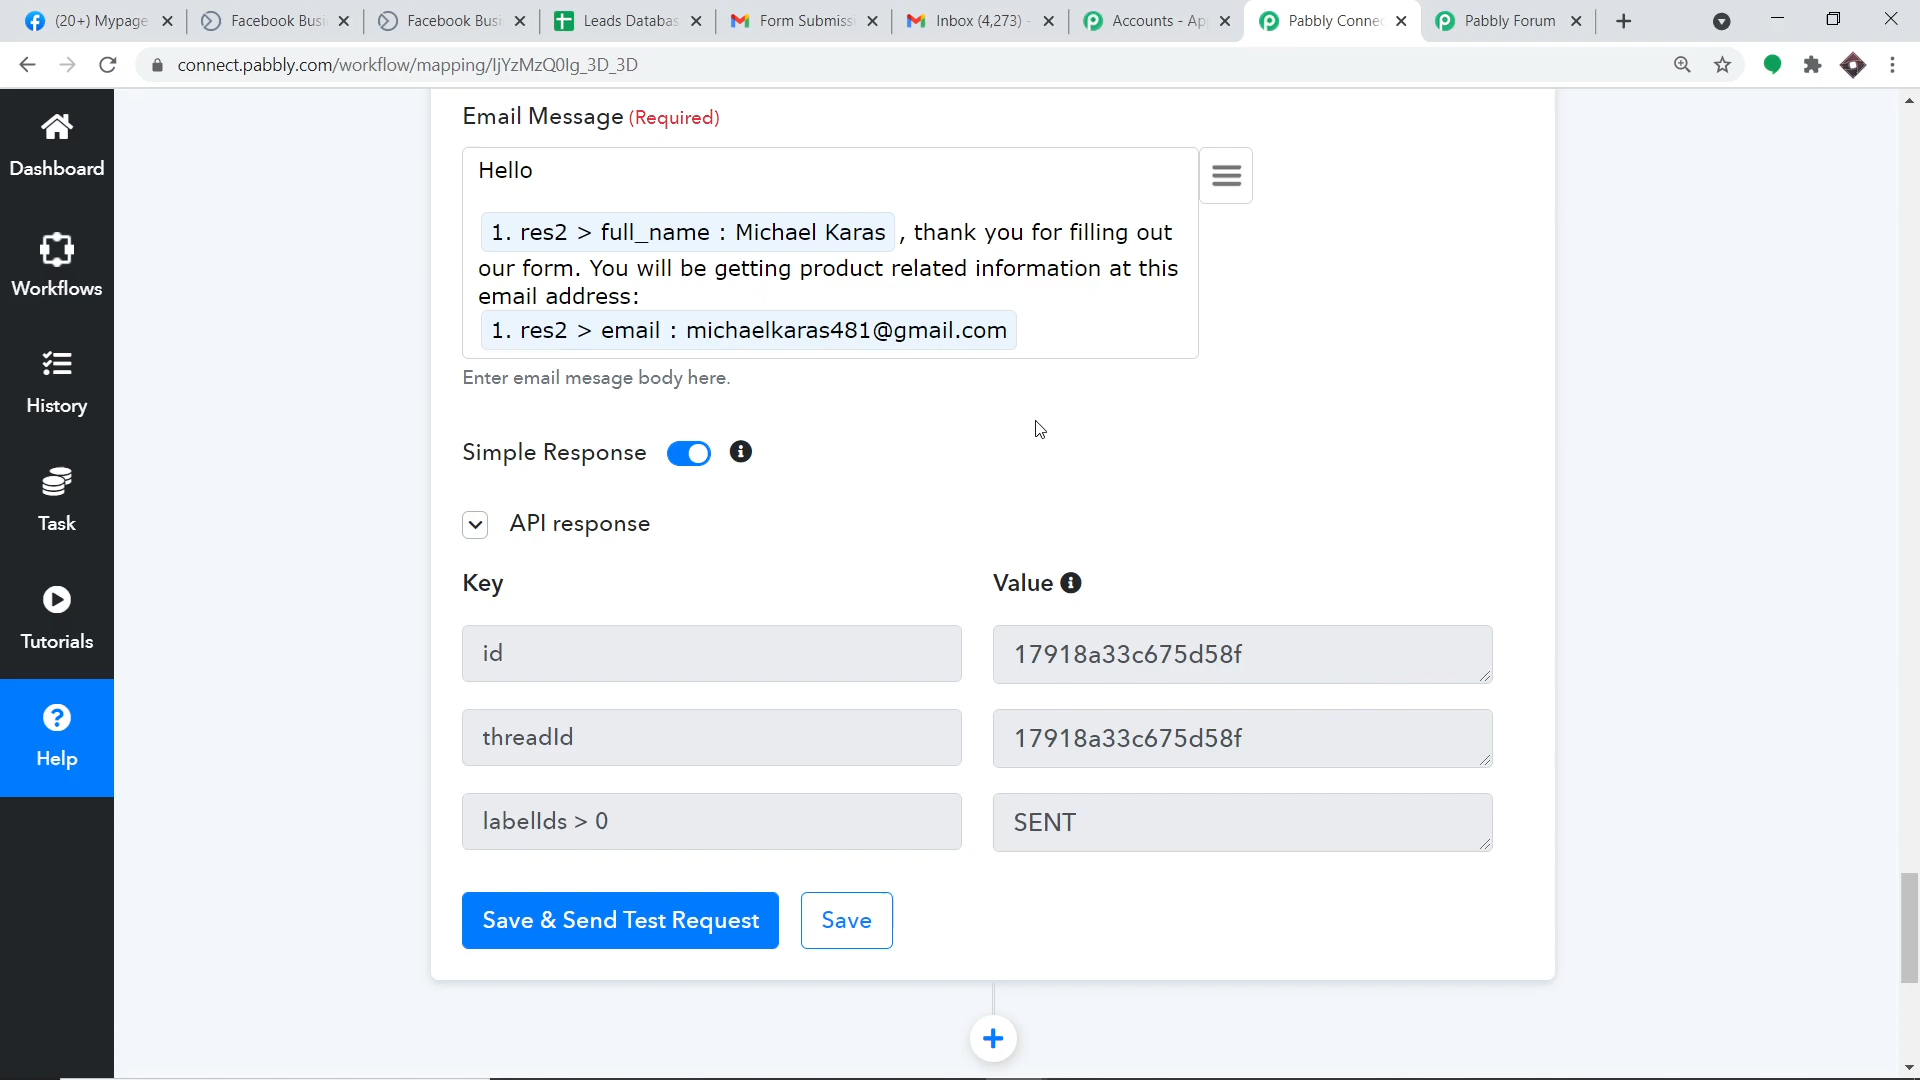 (20+) Mypage
Facebook Busi
Facebook Busi
Leads Databas
Form Submissi
Inbox (4,273) -
Accounts - Ap
Pabbly Connec
Pabbly Forum
connect.pabbly.com/workflow/mapping/IjYzMzQ0Ig_3D_3D
Dashboard
Workflows
History
Task
Tutorials
Help
Email Message (Required)
Hello
1. res2 > full_name : Michael Karas , thank you for filling out
our form. You will be getting product related information at this
email address:
1. res2 > email : michaelkaras481@gmail.com
Enter email mesage body here.
Simple Response
API response
Key Value
id 17918a33c675d58f
threadId 17918a33c675d58f
labelIds > 0 SENT
Save & Send Test Request Save